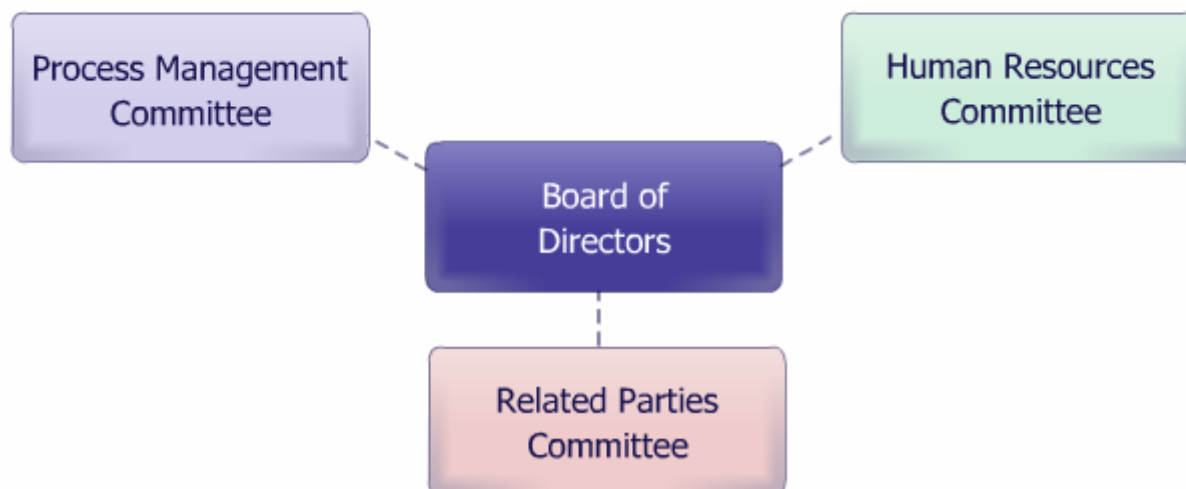 Process Management
Committee
Human Resources
Committee
Board of
Directors
Related Parties
Committee